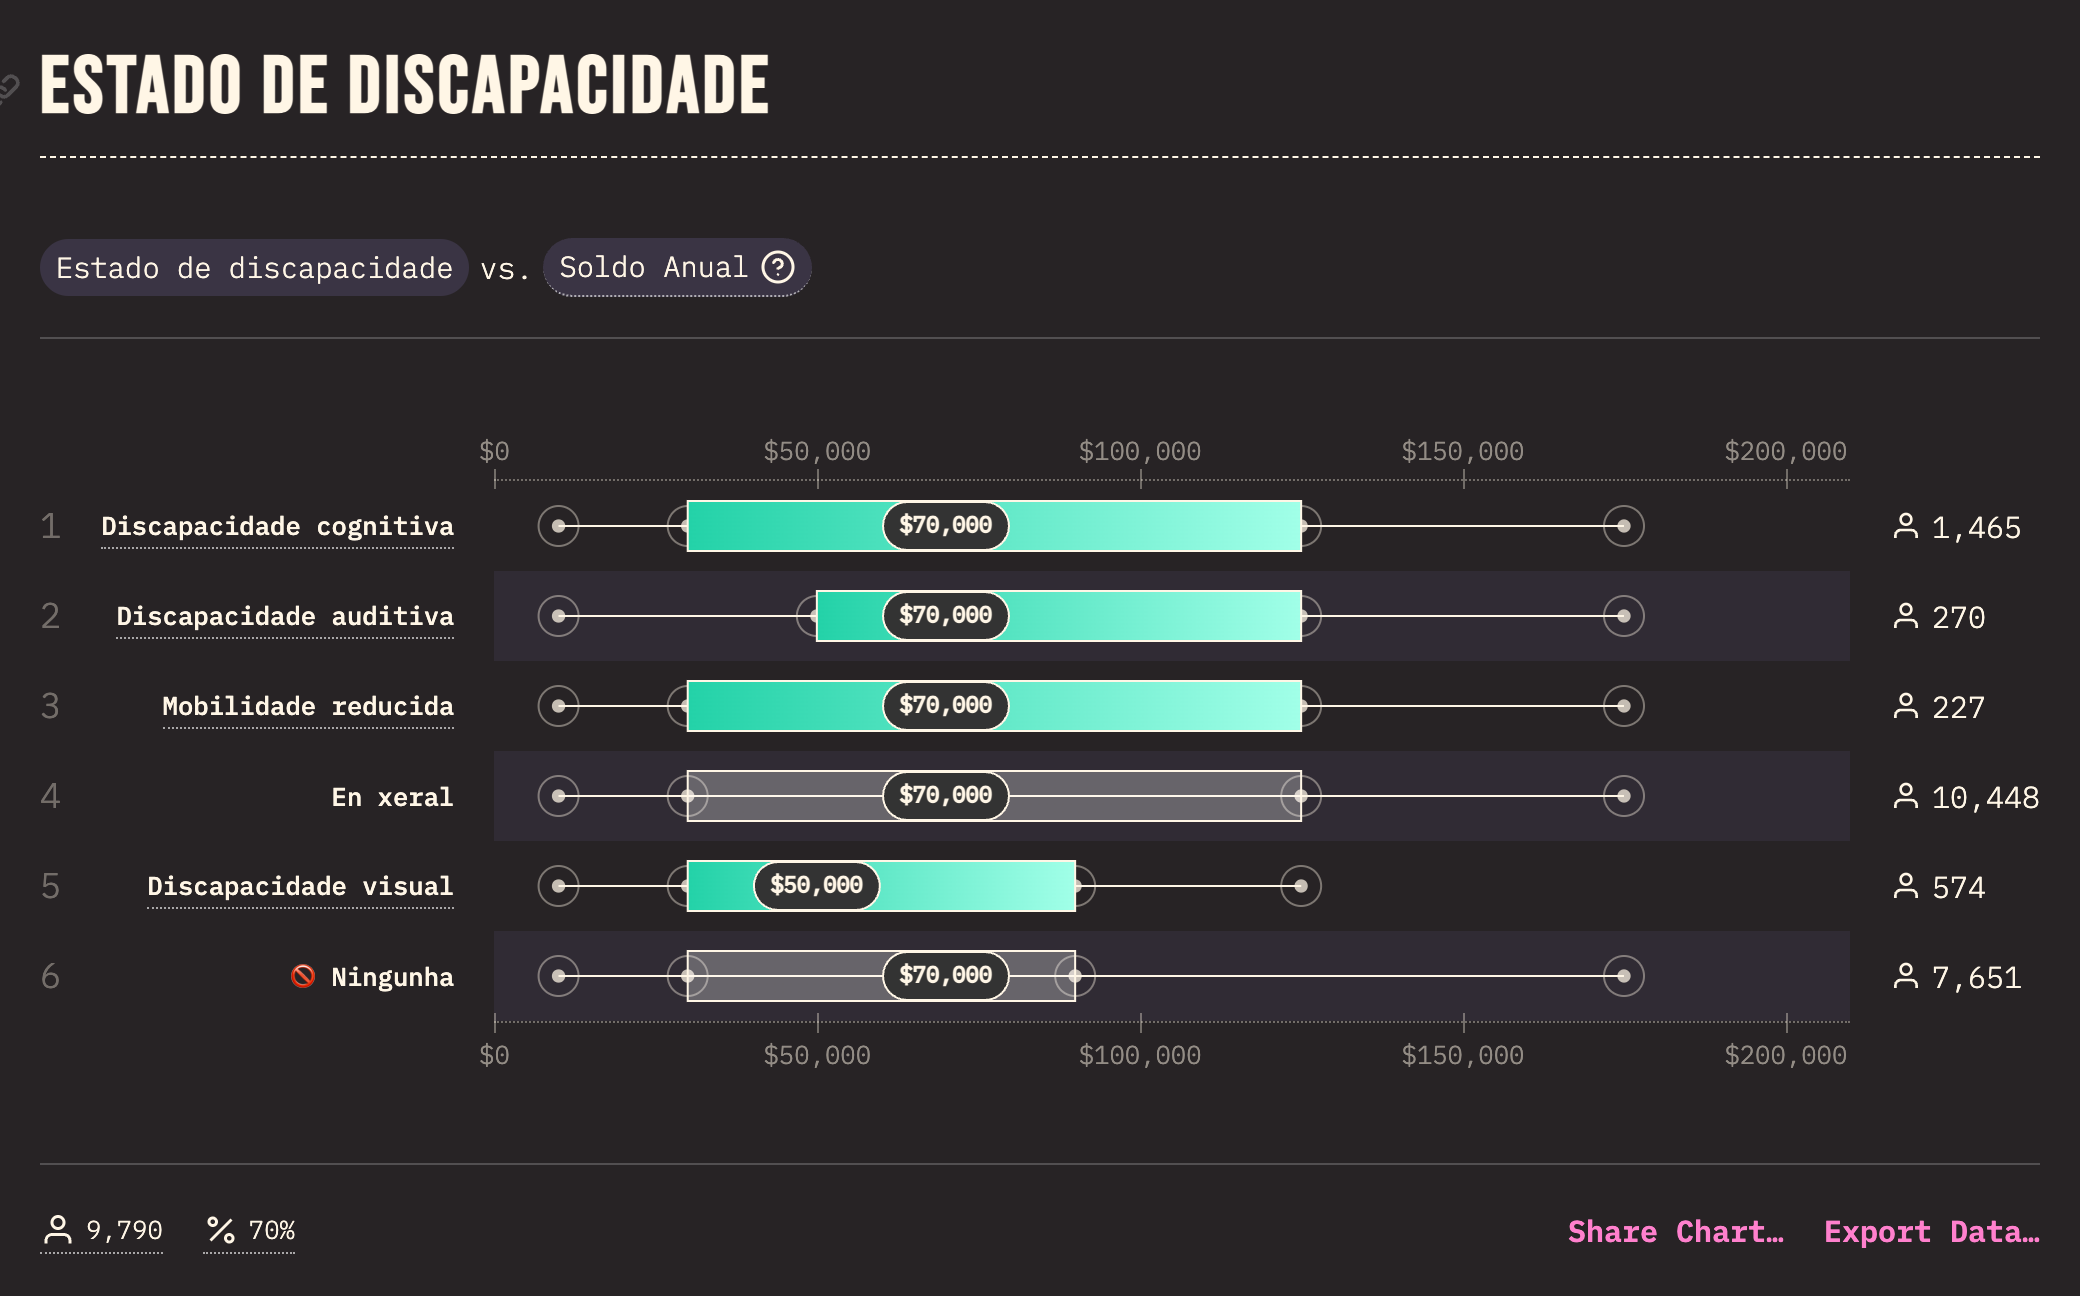 ESTADO DE DISCAPACIDADE
Estado de discapacidade vs. Soldo Anual ?
$0 $50,000 $100,000 $150,000 $200,000
1 Discapacidade cognitiva $70,000 1,465
2 Discapacidade auditiva $70,000 270
3 Mobilidade reducida $70,000 227
4 En xeral $70,000 10,448
5 Discapacidade visual $50,000 574
6 Ningunha $70,000 7,651
$0 $50,000 $100,000 $150,000 $200,000
9,790 % 70% Share Chart… Export Data…